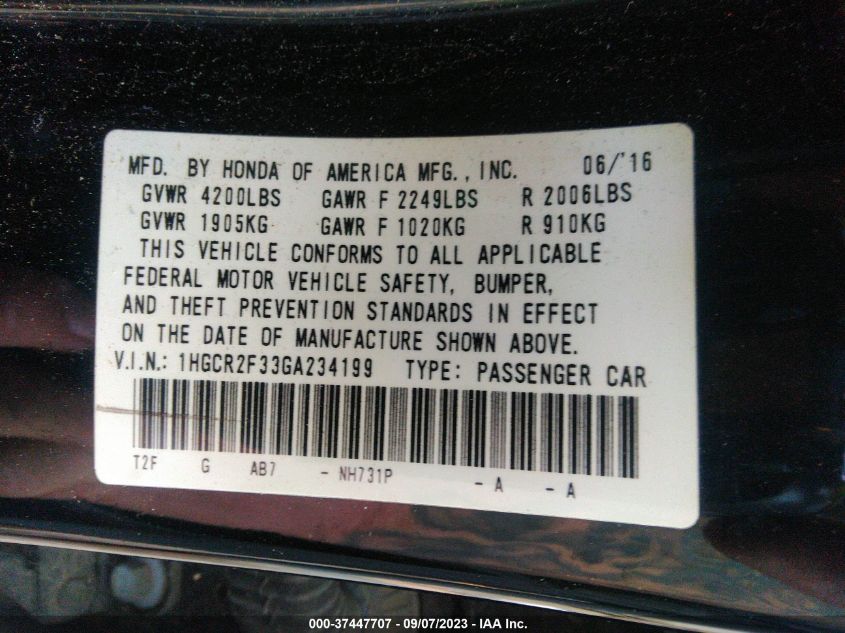 MFD. BY HONDA OF AMERICA MFG., INC. 06/'16
GVWR 4200LBS GAWR F 2249LBS R 2006LBS
GVWR 1905KG GAWR F 1020KG R 910KG
THIS VEHICLE CONFORMS TO ALL APPLICABLE
FEDERAL MOTOR VEHICLE SAFETY, BUMPER,
AND THEFT PREVENTION STANDARDS IN EFFECT
ON THE DATE OF MANUFACTURE SHOWN ABOVE.
V.I.N.: 1HGCR2F33GA234199 TYPE: PASSENGER CAR
T2F G AB7 - NH731P - A - A
000-37447707 - 09/07/2023 - IAA Inc.